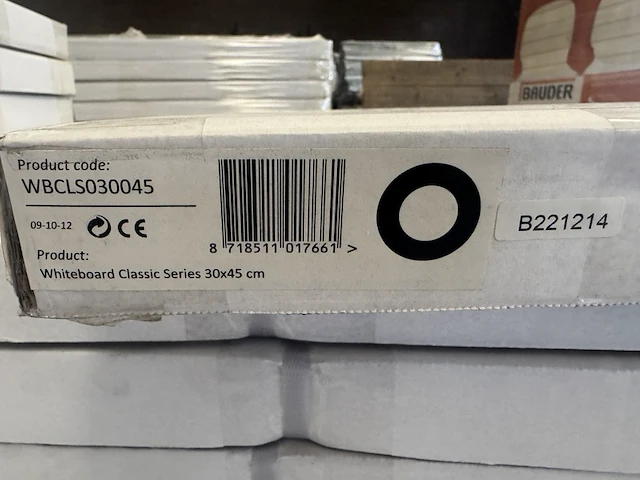 BAUDER
Product code:
WBCLS030045
09-10-12 CE
Product:
Whiteboard Classic Series 30x45 cm
8 718511 017661 >
B221214